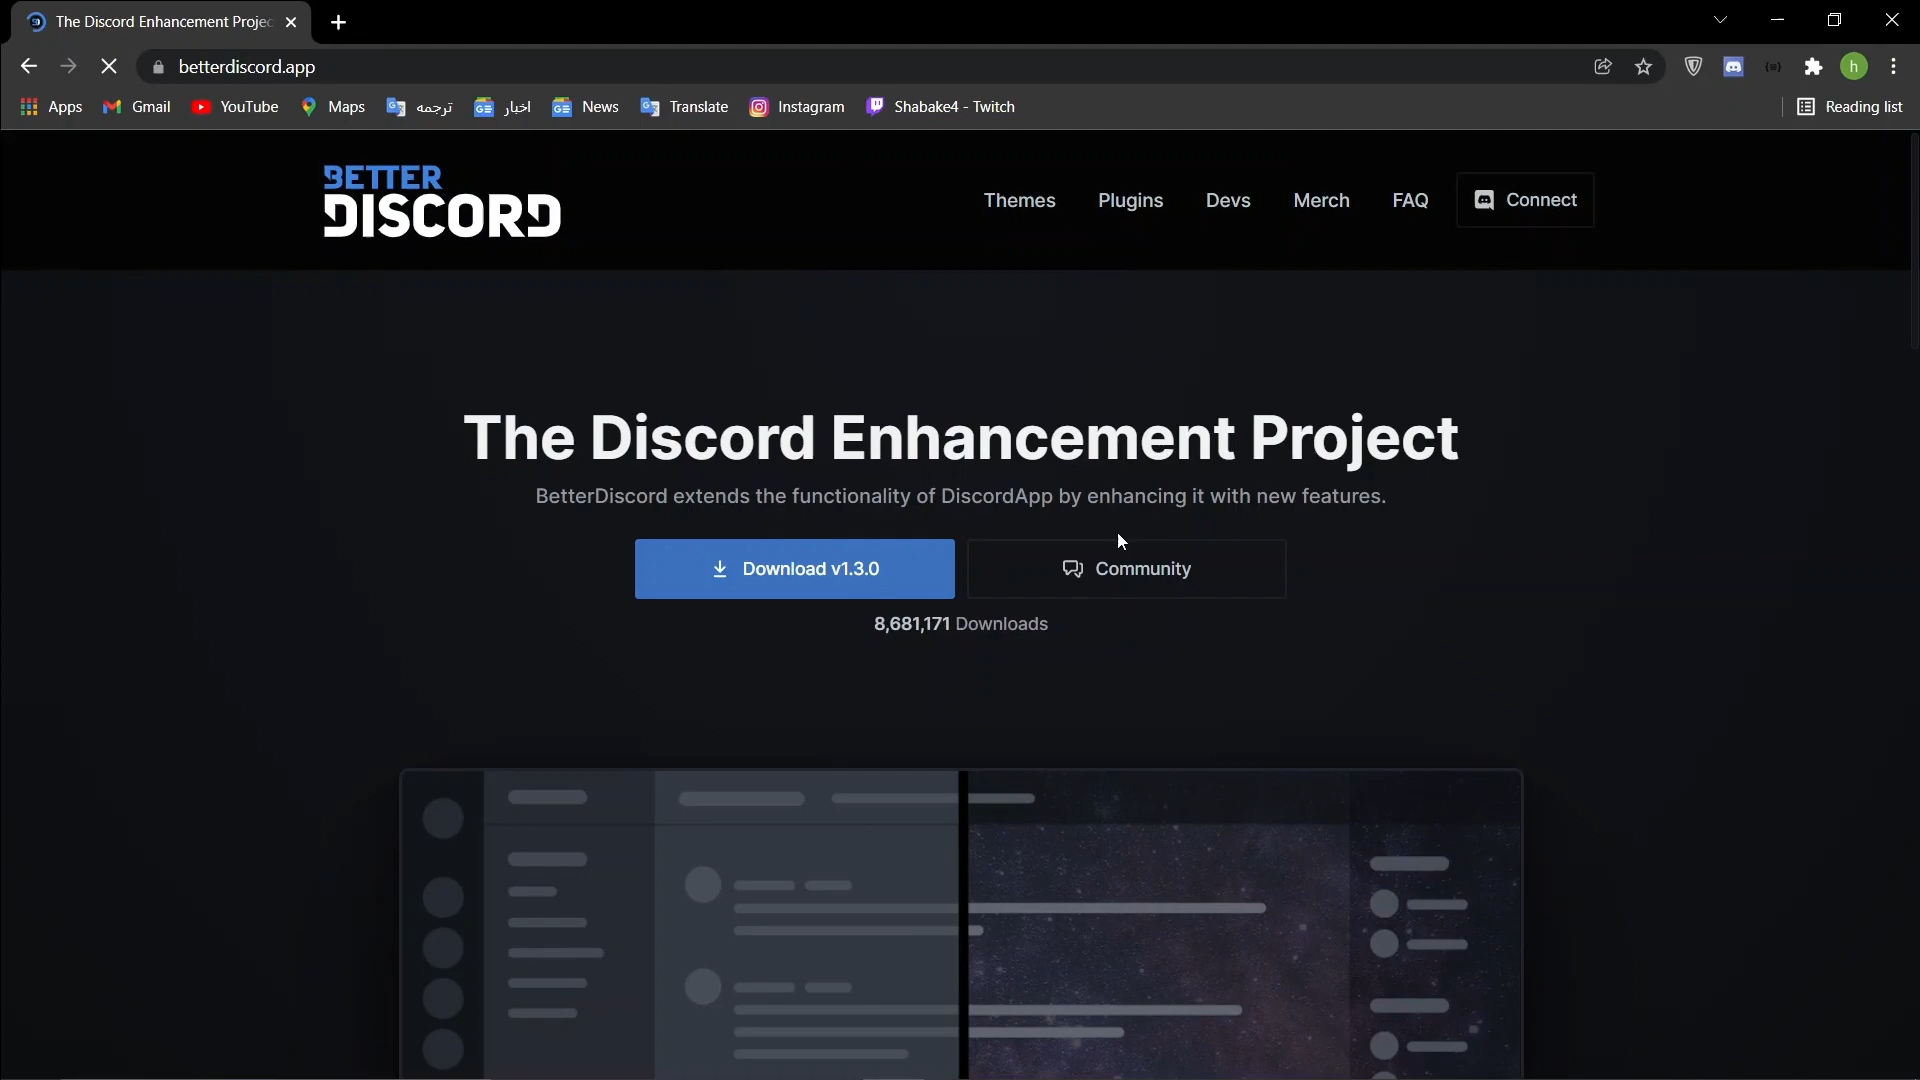 The Discord Enhancement Projec
betterdiscord.app
h
Apps
Gmail
YouTube
Maps
ترجمه
اخبار
News
Translate
Instagram
Shabake4 - Twitch
Reading list
BETTER
DISCORD
Themes
Plugins
Devs
Merch
FAQ
Connect
The Discord Enhancement Project
BetterDiscord extends the functionality of DiscordApp by enhancing it with new features.
Download v1.3.0
Community
8,681,171 Downloads